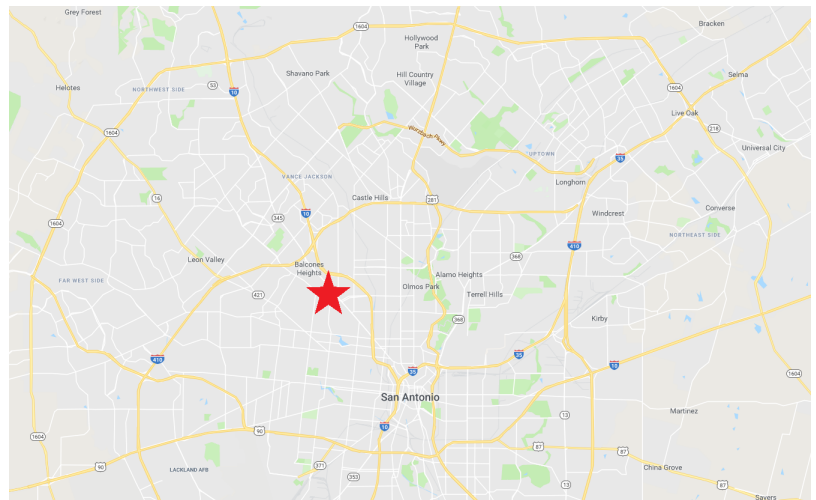 Grey Forest
Bracken
1604
Hollywood
Park
Shavano Park
Hill Country
Village
Selma
Helotes
NORTHWEST SIDE
53
10
1604
Live Oak
1604
Wurzbach Pkwy
218
Universal City
UPTOWN
35
VANCE JACKSON
Longhorn
16
Castle Hills
281
345
10
Windcrest
Converse
1604
NORTHEAST SIDE
410
368
Leon Valley
Balcones
Heights
Alamo Heights
FAR WEST SIDE
Olmos Park
Terrell Hills
421
368
Kirby
410
35
10
35
1604
San Antonio
Martinez
13
10
90
1604
87
87
90
LACKLAND AFB
371
353
China Grove
13
87
Sayers